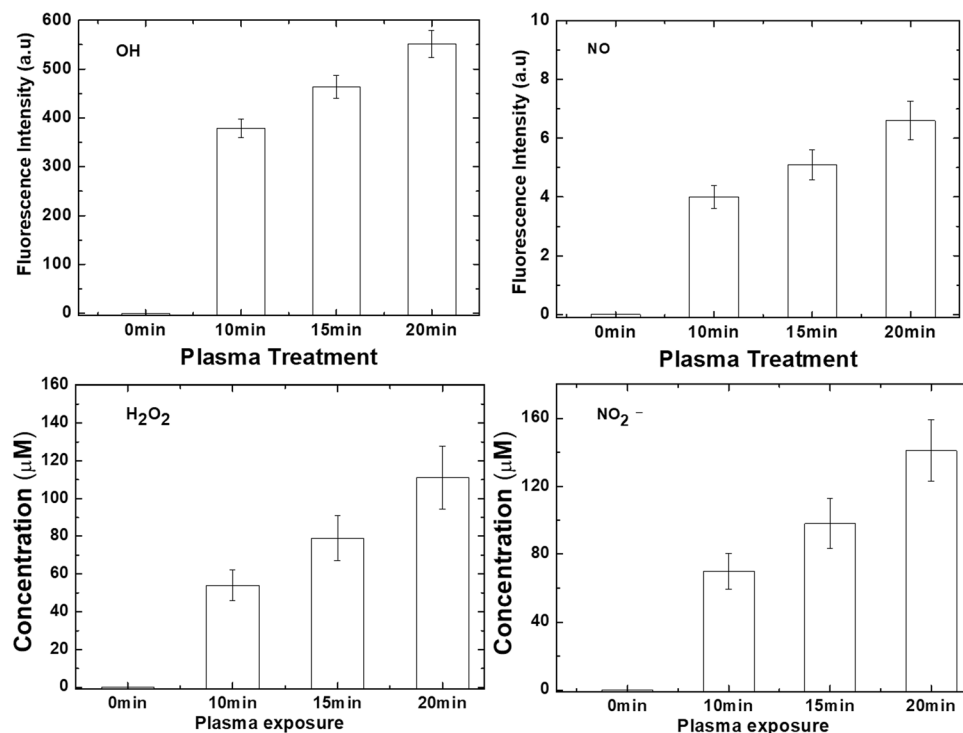 OH
Fluorescence Intensity (a.u)
600
500
400
300
200
100
0
0min 10min 15min 20min
Plasma Treatment
NO
Fluorescence Intensity (a.u)
10
8
6
4
2
0
0min 10min 15min 20min
Plasma Treatment
H₂O₂
Concentration (μM)
160
140
120
100
80
60
40
20
0
0min 10min 15min 20min
Plasma exposure
NO₂⁻
Concentration (μM)
160
120
80
40
0
0min 10min 15min 20min
Plasma exposure